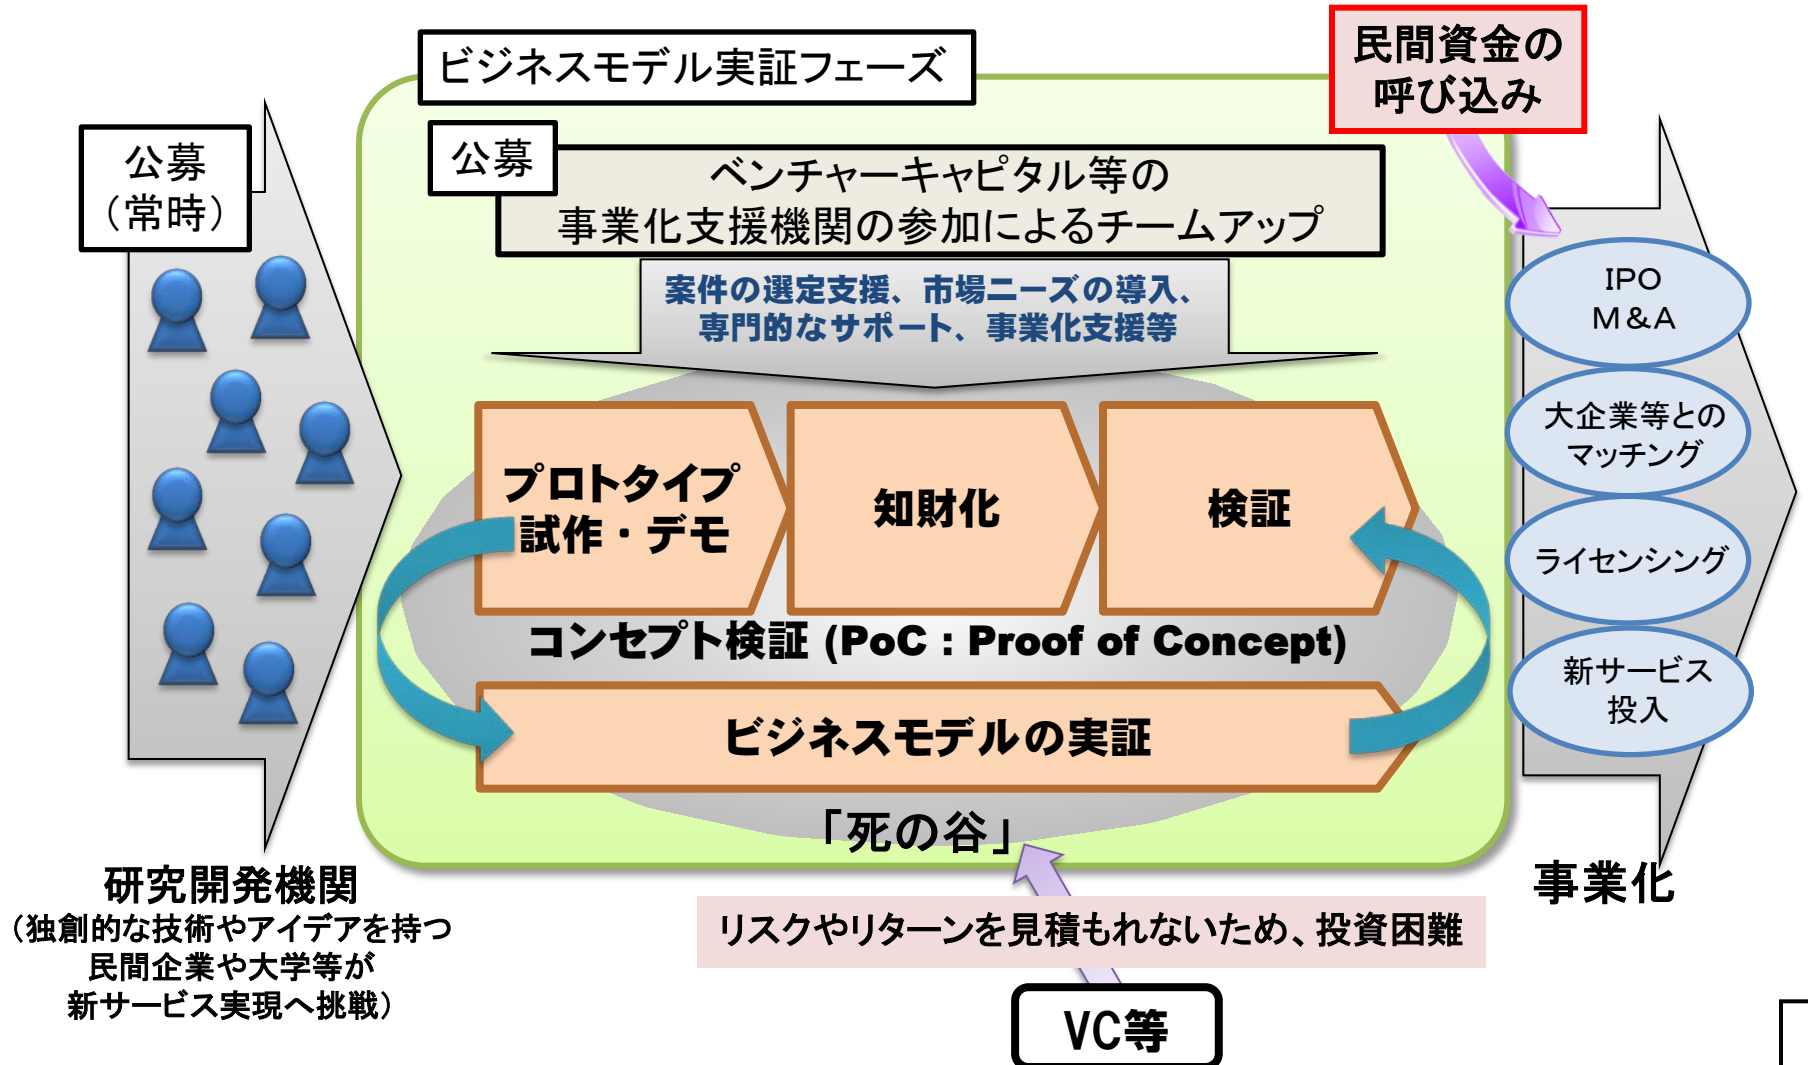 ビジネスモデル実証フェーズ
民間資金の
呼び込み
公募
（常時）
公募
ベンチャーキャピタル等の
事業化支援機関の参加によるチームアップ
案件の選定支援、市場ニーズの導入、
専門的なサポート、事業化支援等
プロトタイプ
試作・デモ
知財化
検証
コンセプト検証 (PoC：Proof of Concept)
ビジネスモデルの実証
「死の谷」
IPO
M＆A
大企業等との
マッチング
ライセンシング
新サービス
投入
研究開発機関
（独創的な技術やアイデアを持つ
民間企業や大学等が
新サービス実現へ挑戦）
事業化
リスクやリターンを見積もれないため、投資困難
VC等